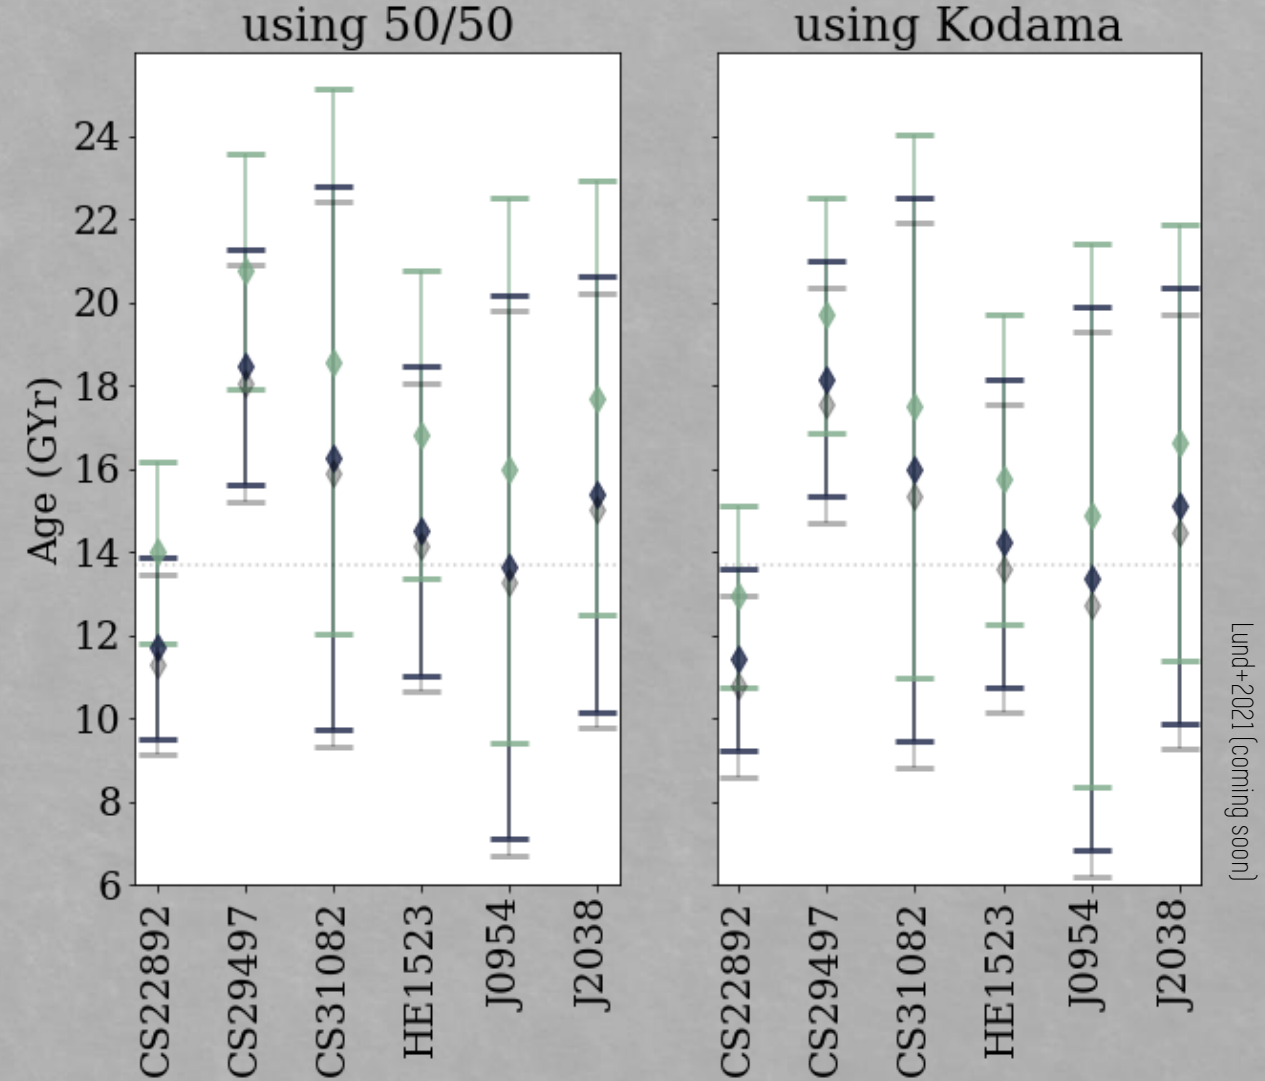 using 50/50
using Kodama
Age (GYr)
24
22
20
18
16
14
12
10
8
6
CS22892
CS29497
CS31082
HE1523
J0954
J2038
CS22892
CS29497
CS31082
HE1523
J0954
J2038
Lund+2021 (coming soon)